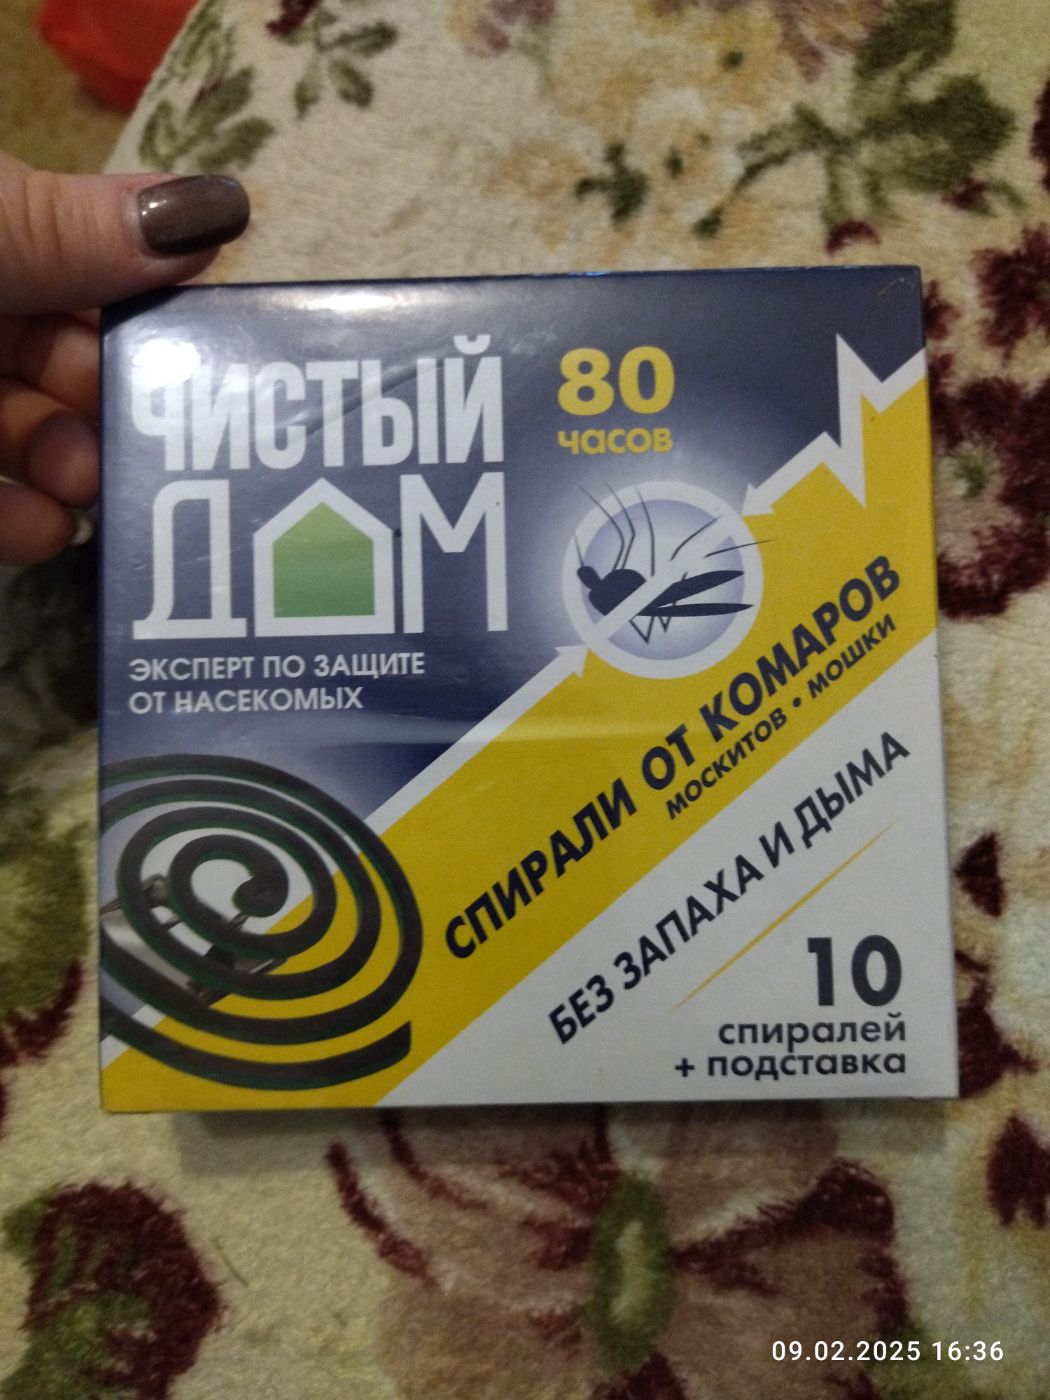 ЧИСТЫЙ
ДОМ
ЭКСПЕРТ ПО ЗАЩИТЕ
ОТ НАСЕКОМЫХ
80
часов
СПИРАЛИ ОТ КОМАРОВ
МОСКИТОВ • МОШКИ
БЕЗ ЗАПАХА И ДЫМА
10
спиралей
+ подставка
09.02.2025 16:36